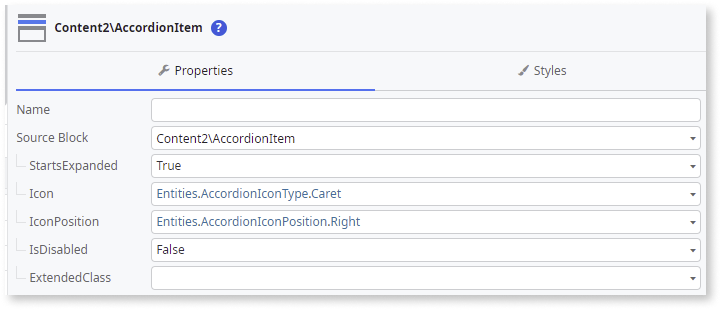 Content2\AccordionItem ?
Properties Styles
Name
Source Block Content2\AccordionItem
StartsExpanded True
Icon Entities.AccordionIconType.Caret
IconPosition Entities.AccordionIconPosition.Right
IsDisabled False
ExtendedClass